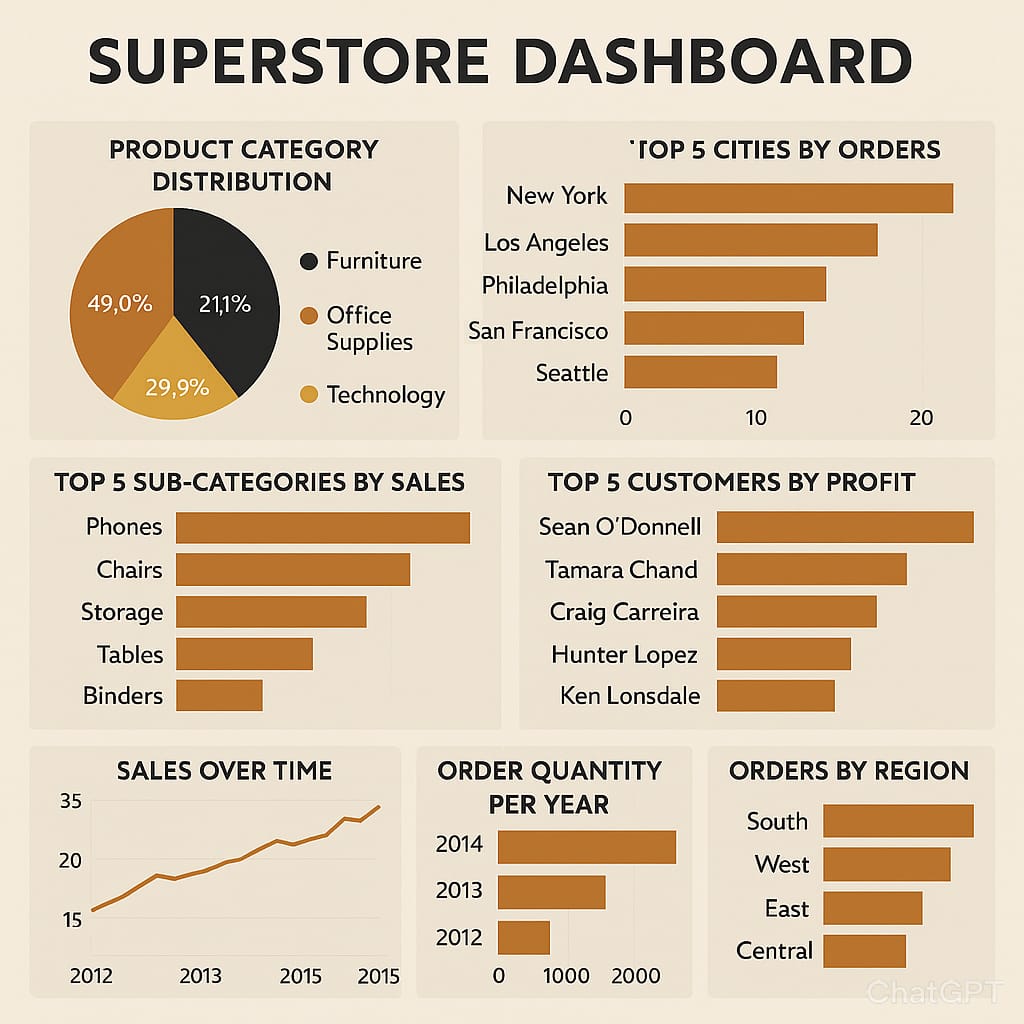 SUPERSTORE DASHBOARD
PRODUCT CATEGORY
DISTRIBUTION
49,0%
21,1%
29,9%
Furniture
Office
Supplies
Technology
TOP 5 CITIES BY ORDERS
New York
Los Angeles
Philadelphia
San Francisco
Seattle
0 10 20
TOP 5 SUB-CATEGORIES BY SALES
Phones
Chairs
Storage
Tables
Binders
TOP 5 CUSTOMERS BY PROFIT
Sean O'Donnell
Tamara Chand
Craig Carreira
Hunter Lopez
Ken Lonsdale
SALES OVER TIME
35
20
15
2012 2013 2015 2015
ORDER QUANTITY
PER YEAR
2014
2013
2012
0 1000 2000
ORDERS BY REGION
South
West
East
Central
ChatGPT